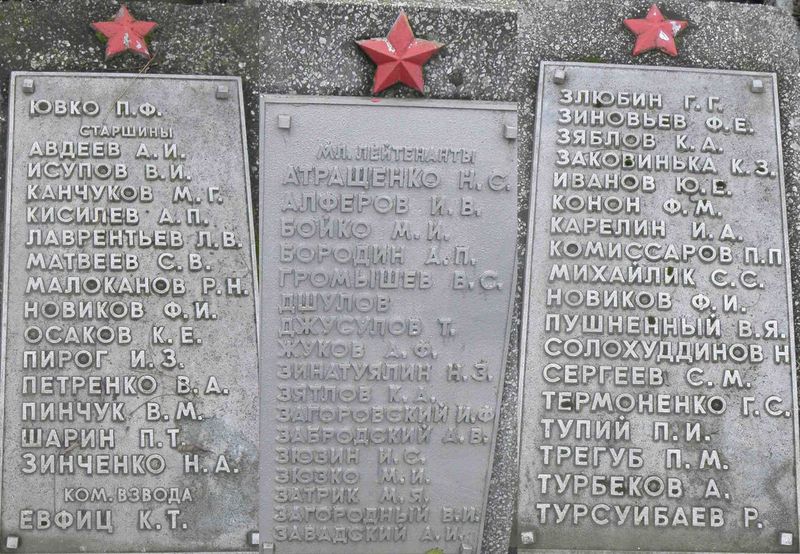 ЮВКО П.Ф.
СТАРШИНЫ
АВДЕЕВ А.И.
ИСУПОВ В.И.
КАНЧУКОВ М.Г.
КИСИЛЕВ А.П.
ЛАВРЕНТЬЕВ Л.В.
МАТВЕЕВ С.В.
МАЛОКАНОВ Р.Н.
НОВИКОВ Ф.И.
ОСАКОВ К.Е.
ПИРОГ И.З.
ПЕТРЕНКО В.А.
ПИНЧУК В.М.
ШАРИН П.Т.
ЗИНЧЕНКО Н.А.
КОМ. ВЗВОДА
ЕВФИЦ К.Т.
МЛ. ЛЕЙТЕНАНТЫ
АТРАЩЕНКО Н.С.
АЛФЕРОВ И.В.
БОЙКО М.И.
БОРОДИН А.П.
ГРОМЫШЕВ В.С.
ДШУЛОВ
ДЖУСУЛОВ Т.
ЖУКОВ А.Ф.
ЗИНАТУЯЛИН Н.З.
ЗЯТЛОВ К.А.
ЗАГОРОВСКИЙ И.Ф
ЗАБРОДСКИЙ А.В.
ЗЮЗИН И.С.
ЗЮЗКО М.И.
ЗАТРИК М.Я.
ЗАГОРОДНЫЙ В.И.
ЗАВАДСКИЙ А.И.
ЗЛЮБИН Г.Г.
ЗИНОВЬЕВ Ф.Е.
ЗЯБЛОВ К.А.
ЗАКОВИНЬКА К.З.
ИВАНОВ Ю.В.
КОНОН Ф.М.
КАРЕЛИН И.А.
КОМИССАРОВ П.П
МИХАЙЛИК С.С.
НОВИКОВ Ф.И.
ПУШНЕННЫЙ В.Я.
СОЛОХУДДИНОВ Н
СЕРГЕЕВ С.М.
ТЕРМОНЕНКО Г.С.
ТУПИЙ П.И.
ТРЕГУБ П.М.
ТУРБЕКОВ А.
ТУРСУИБАЕВ Р.